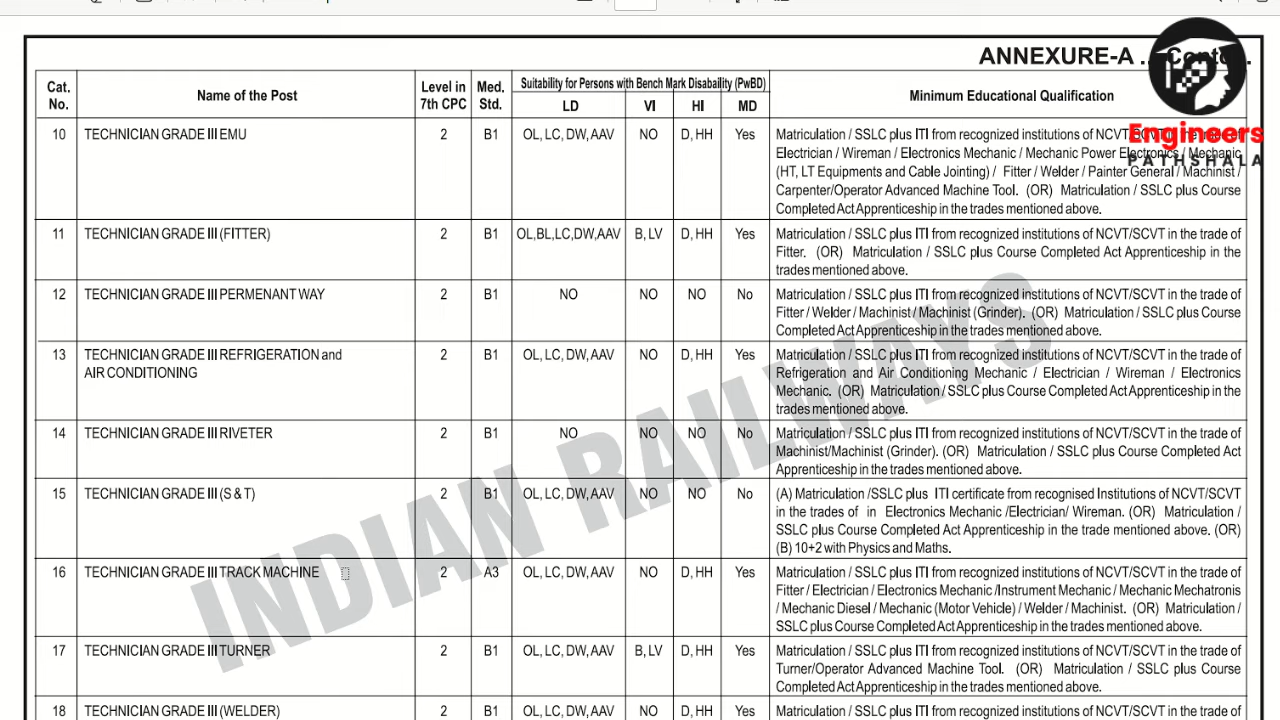 ANNEXURE-A ... Contd...
Engineers
PATHSHALA
Cat. No. Name of the Post Level in 7th CPC Med. Std. Suitability for Persons with Bench Mark Disability (PwBD) Minimum Educational Qualification
LD VI HI MD
10 TECHNICIAN GRADE III EMU 2 B1 OL, LC, DW, AAV NO D, HH Yes Matriculation / SSLC plus ITI from recognized institutions of NCVT/SCVT in the trade of
Electrician / Wireman / Electronics Mechanic / Mechanic Power Electronics / Mechanic
(HT, LT Equipments and Cable Jointing) / Fitter / Welder / Painter General / Machinist /
Carpenter/Operator Advanced Machine Tool. (OR) Matriculation / SSLC plus Course
Completed Act Apprenticeship in the trades mentioned above.
11 TECHNICIAN GRADE III (FITTER) 2 B1 OL,BL,LC,DW,AAV B, LV D, HH Yes Matriculation / SSLC plus ITI from recognized institutions of NCVT/SCVT in the trade of
Fitter. (OR) Matriculation / SSLC plus Course Completed Act Apprenticeship in the
trades mentioned above.
12 TECHNICIAN GRADE III PERMENANT WAY 2 B1 NO NO NO No Matriculation / SSLC plus ITI from recognized institutions of NCVT/SCVT in the trade of
Fitter / Welder / Machinist /Machinist (Grinder). (OR) Matriculation / SSLC plus Course
Completed Act Apprenticeship in the trades mentioned above.
13 TECHNICIAN GRADE III REFRIGERATION and 2 B1 OL, LC, DW, AAV NO D, HH Yes Matriculation / SSLC plus ITI from recognized institutions of NCVT/SCVT in the trade of
AIR CONDITIONING Refrigeration and Air Conditioning Mechanic / Electrician / Wireman / Electronics
Mechanic. (OR) Matriculation / SSLC plus Course Completed Act Apprenticeship in the
trades mentioned above.
14 TECHNICIAN GRADE III RIVETER 2 B1 NO NO NO No Matriculation / SSLC plus ITI from recognized institutions of NCVT/SCVT in the trade of
Machinist/Machinist (Grinder). (OR) Matriculation / SSLC plus Course Completed Act
Apprenticeship in the trades mentioned above.
15 TECHNICIAN GRADE III (S & T) 2 B1 OL, LC, DW, AAV NO NO No (A) Matriculation /SSLC plus ITI certificate from recognised Institutions of NCVT/SCVT
in the trades of in Electronics Mechanic /Electrician/ Wireman. (OR) Matriculation /
SSLC plus Course Completed Act Apprenticeship in the trade mentioned above. (OR)
(B) 10+2 with Physics and Maths.
16 TECHNICIAN GRADE III TRACK MACHINE 2 A3 OL, LC, DW, AAV NO D, HH Yes Matriculation / SSLC plus ITI from recognized institutions of NCVT/SCVT in the trade of
Fitter / Electrician / Electronics Mechanic /Instrument Mechanic / Mechanic Mechatronis
/ Mechanic Diesel / Mechanic (Motor Vehicle) / Welder / Machinist. (OR) Matriculation /
SSLC plus Course Completed Act Apprenticeship in the trades mentioned above.
17 TECHNICIAN GRADE III TURNER 2 B1 OL, LC, DW, AAV B, LV D, HH Yes Matriculation / SSLC plus ITI from recognized institutions of NCVT/SCVT in the trade of
Turner/Operator Advanced Machine Tool. (OR) Matriculation / SSLC plus Course
Completed Act Apprenticeship in the trades mentioned above.
18 TECHNICIAN GRADE III (WELDER) 2 B1 OL, LC, DW, AAV NO D, HH Yes Matriculation / SSLC plus ITI from recognized institutions of NCVT/SCVT in the trade of
INDIAN RAILWAYS